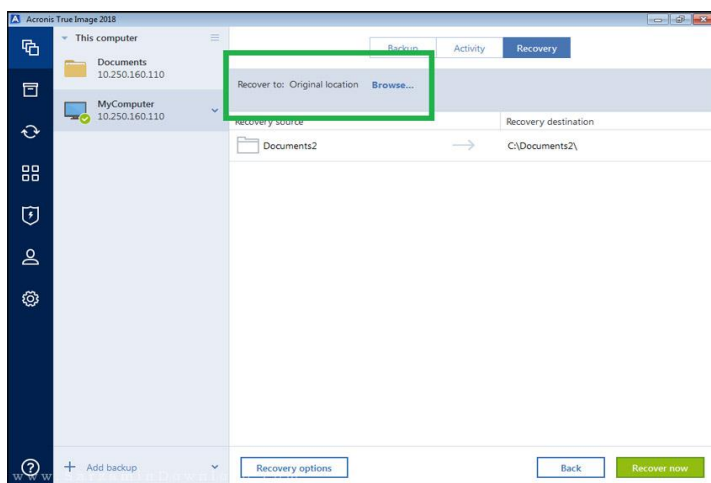 Acronis True Image 2018
This computer
Documents
10.250.160.110
MyComputer
10.250.160.110
Backup
Activity
Recovery
Recover to: Original location Browse...
Recovery source
Recovery destination
Documents2
C:\Documents2\
Add backup
Recovery options
Back
Recover now